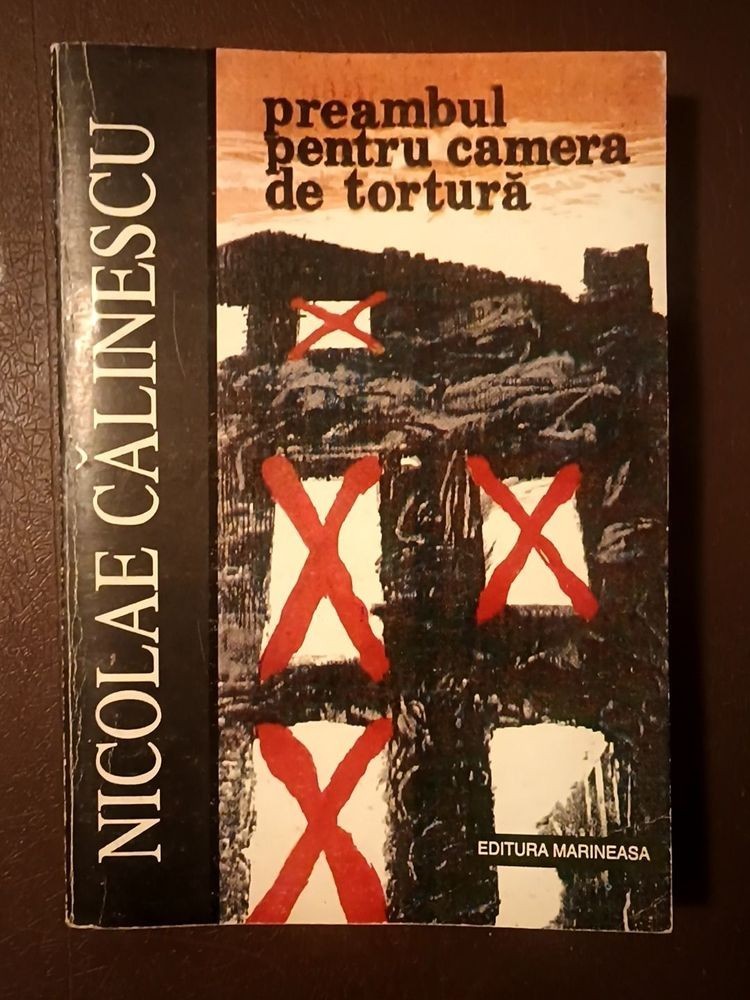 NICOLAE CĂLINESCU
preambul
pentru camera
de tortură
EDITURA MARINEASA